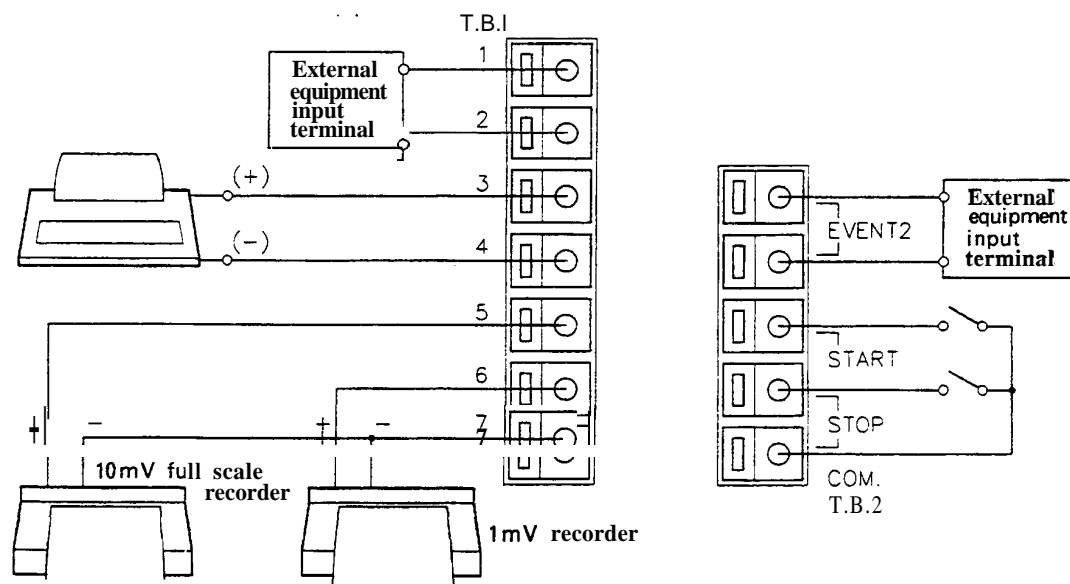 T.B.1
External
equipment
input
terminal
1
2
(+)
3
(-)
4
5
6
+
-
+
-
7
7
10mV full scale
recorder
1mV recorder
EVENT2
External
equipment
input
terminal
START
STOP
COM.
T.B.2